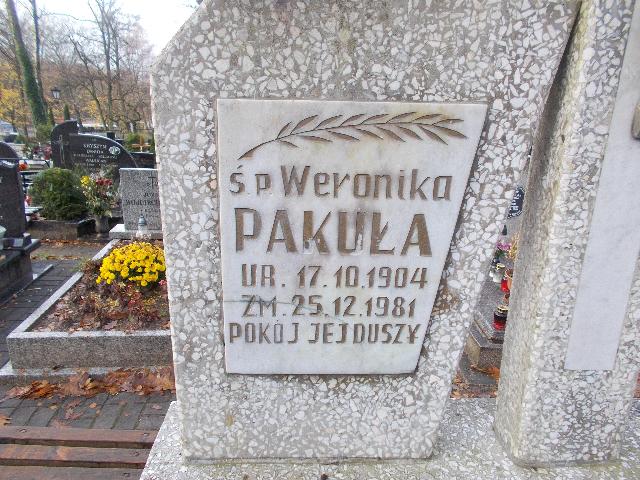 Ś.P Weronika
PAKUŁA
UR. 17.10.1904
ZM. 25.12.1981
POKÓJ JEJ DUSZY